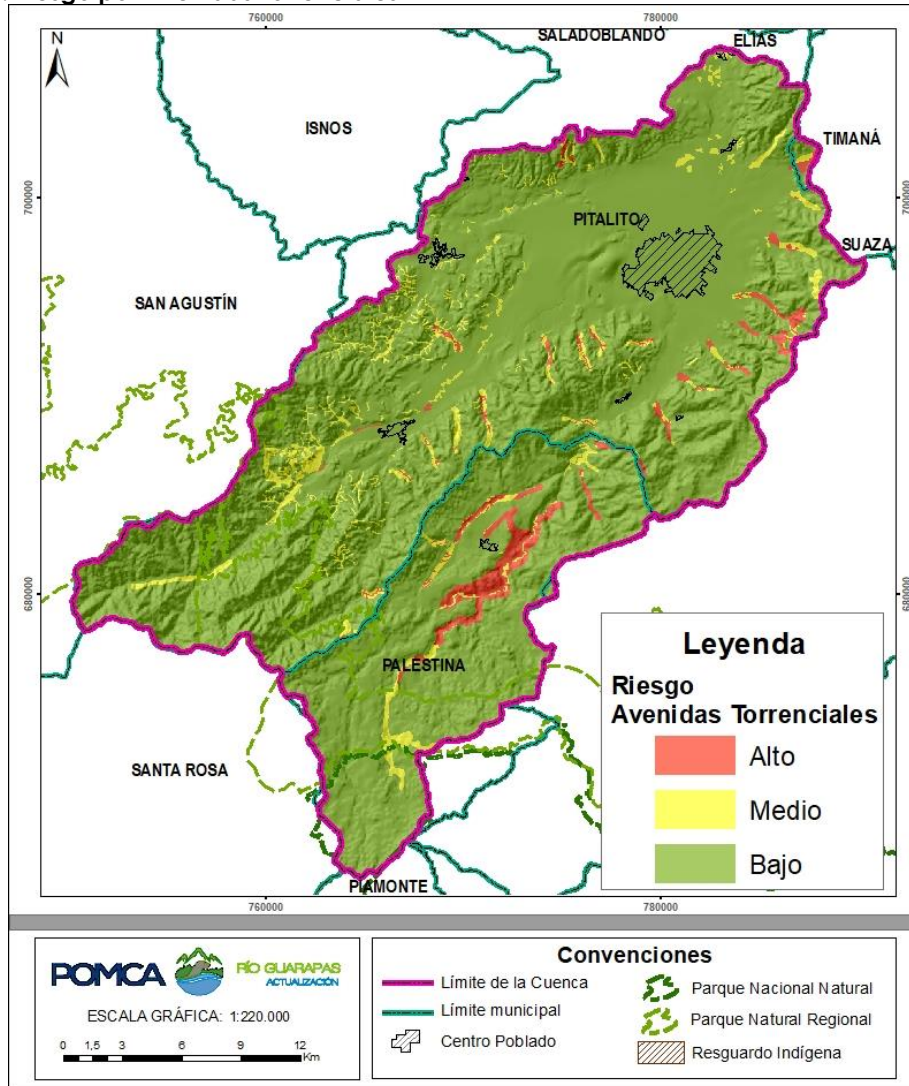 760000 780000
SALADOBLANDO ELIAS
N
ISNOS
TIMANÁ
700000 700000
PITALITO
SUAZA
SAN AGUSTÍN
680000 680000
PALESTINA
SANTA ROSA
PIAMONTE
760000 780000
Leyenda
Riesgo
Avenidas Torrenciales
Alto
Medio
Bajo
POMCA RÍO GUARAPAS
ACTUALIZACIÓN
ESCALA GRÁFICA: 1:220.000
0 1,5 3 6 9 12
Km
Convenciones
Límite de la Cuenca
Límite municipal
Centro Poblado
Parque Nacional Natural
Parque Natural Regional
Resguardo Indígena